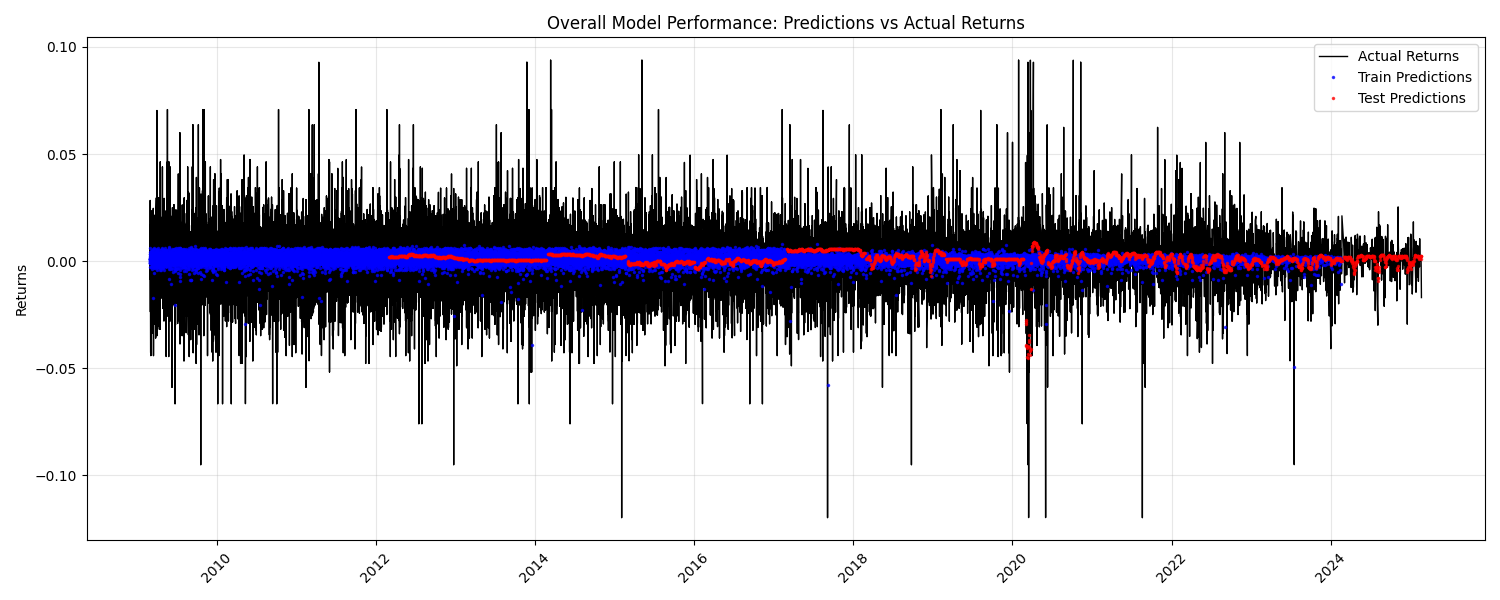 Overall Model Performance: Predictions vs Actual Returns
Actual Returns
Train Predictions
Test Predictions
Returns
0.10
0.05
0.00
−0.05
−0.10
2010
2012
2014
2016
2018
2020
2022
2024